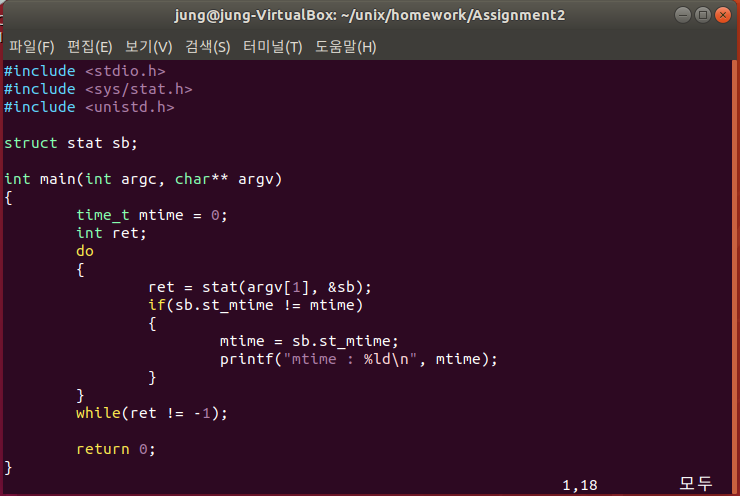 jung@jung-VirtualBox: ~/unix/homework/Assignment2
파일(F) 편집(E) 보기(V) 검색(S) 터미널(T) 도움말(H)
#include <stdio.h>
#include <sys/stat.h>
#include <unistd.h>

struct stat sb;

int main(int argc, char** argv)
{
        time_t mtime = 0;
        int ret;
        do
        {
                ret = stat(argv[1], &sb);
                if(sb.st_mtime != mtime)
                {
                        mtime = sb.st_mtime;
                        printf("mtime : %ld\n", mtime);
                }
        }
        while(ret != -1);

        return 0;
}
1,18 모두